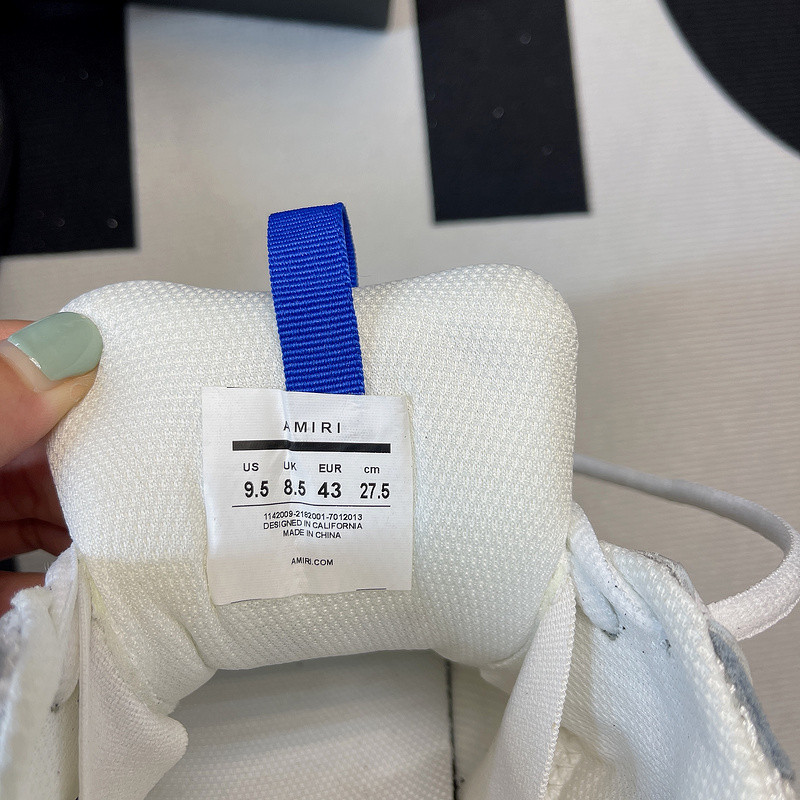 AMIRI
US UK EUR cm
9.5 8.5 43 27.5
1142009-2182001-7012013
DESIGNED IN CALIFORNIA
MADE IN CHINA
AMIRI.COM